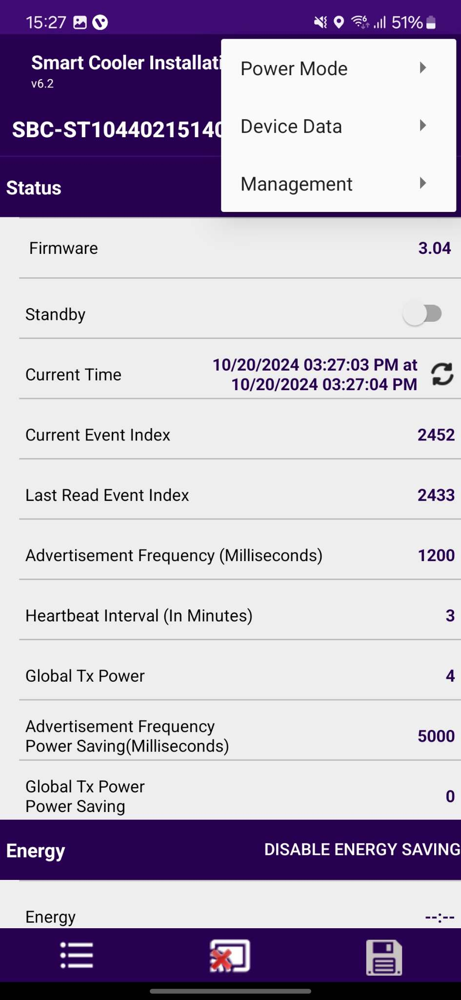 15:27
51%
Smart Cooler Installati
v6.2
Power Mode
Device Data
Management
SBC-ST1044021514
Status
Firmware
3.04
Standby
Current Time
10/20/2024 03:27:03 PM at
10/20/2024 03:27:04 PM
Current Event Index
2452
Last Read Event Index
2433
Advertisement Frequency (Milliseconds)
1200
Heartbeat Interval (In Minutes)
3
Global Tx Power
4
Advertisement Frequency
Power Saving(Milliseconds)
5000
Global Tx Power
Power Saving
0
Energy
DISABLE ENERGY SAVING
Energy
--:--